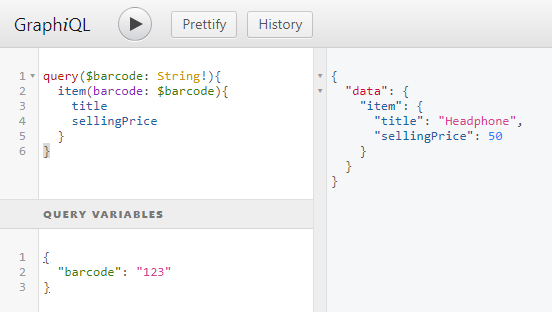 GraphiQL Prettify History
1 query($barcode: String!){
2 item(barcode: $barcode){
3 title
4 sellingPrice
5 }
6 }
QUERY VARIABLES
1 {
2 "barcode": "123"
3 }
{
"data": {
"item": {
"title": "Headphone",
"sellingPrice": 50
}
}
}